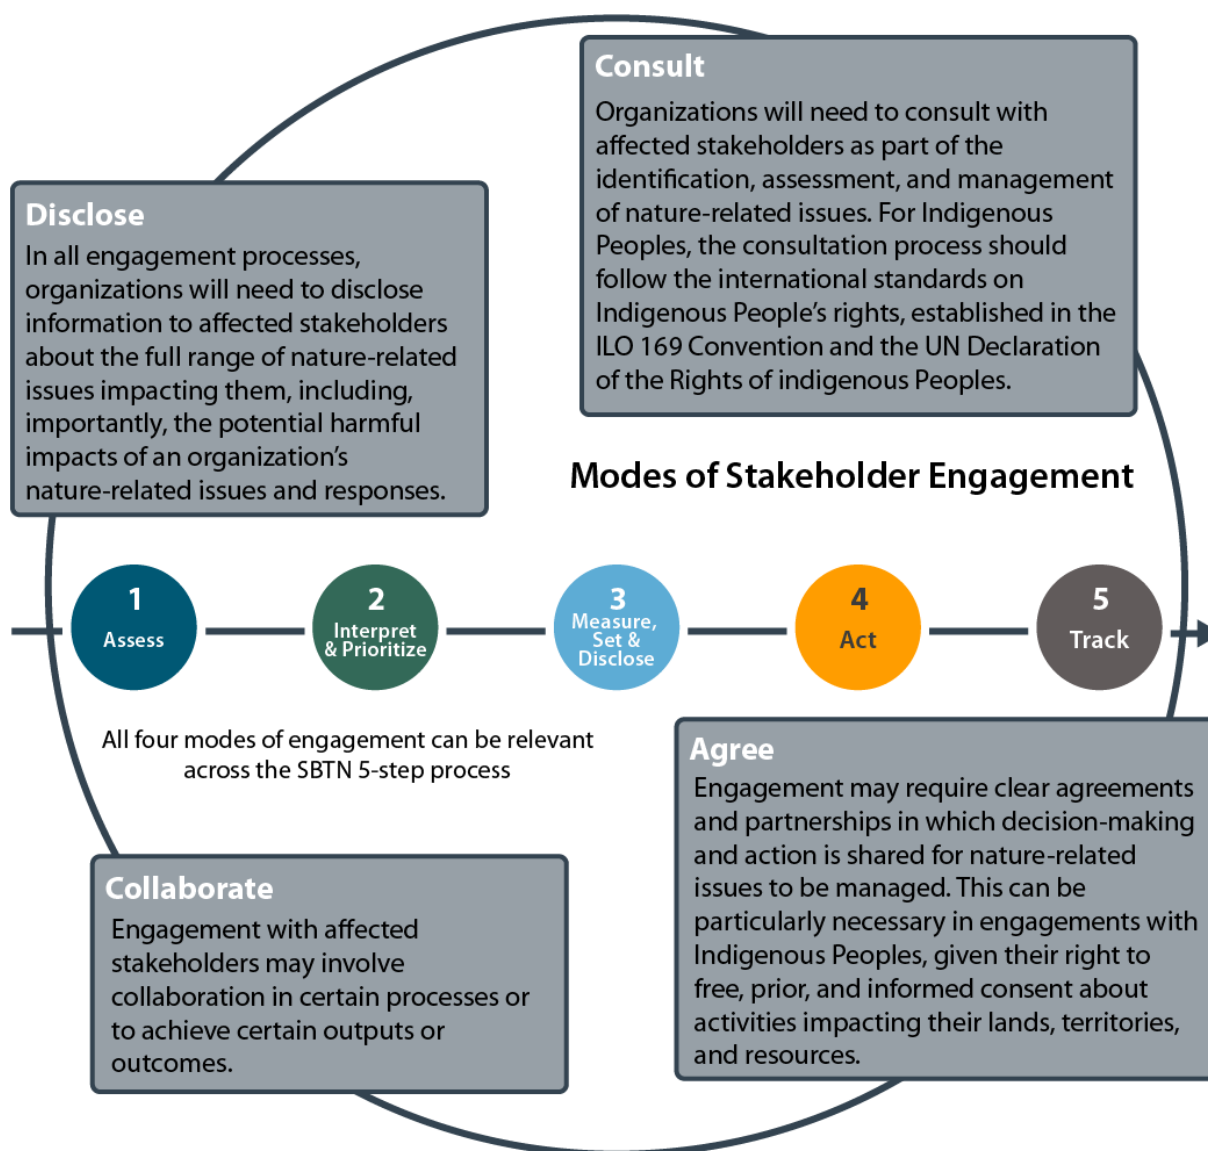 Consult
Organizations will need to consult with
affected stakeholders as part of the
identification, assessment, and management
of nature-related issues. For Indigenous
Peoples, the consultation process should
follow the international standards on
Indigenous People’s rights, established in the
ILO 169 Convention and the UN Declaration
of the Rights of indigenous Peoples.
Disclose
In all engagement processes,
organizations will need to disclose
information to affected stakeholders
about the full range of nature-related
issues impacting them, including,
importantly, the potential harmful
impacts of an organization’s
nature-related issues and responses.
Modes of Stakeholder Engagement
1
Assess
2
Interpret
& Prioritize
3
Measure,
Set &
Disclose
4
Act
5
Track
All four modes of engagement can be relevant
across the SBTN 5-step process
Agree
Engagement may require clear agreements
and partnerships in which decision-making
and action is shared for nature-related
issues to be managed. This can be
particularly necessary in engagements with
Indigenous Peoples, given their right to
free, prior, and informed consent about
activities impacting their lands, territories,
and resources.
Collaborate
Engagement with affected
stakeholders may involve
collaboration in certain processes or
to achieve certain outputs or
outcomes.